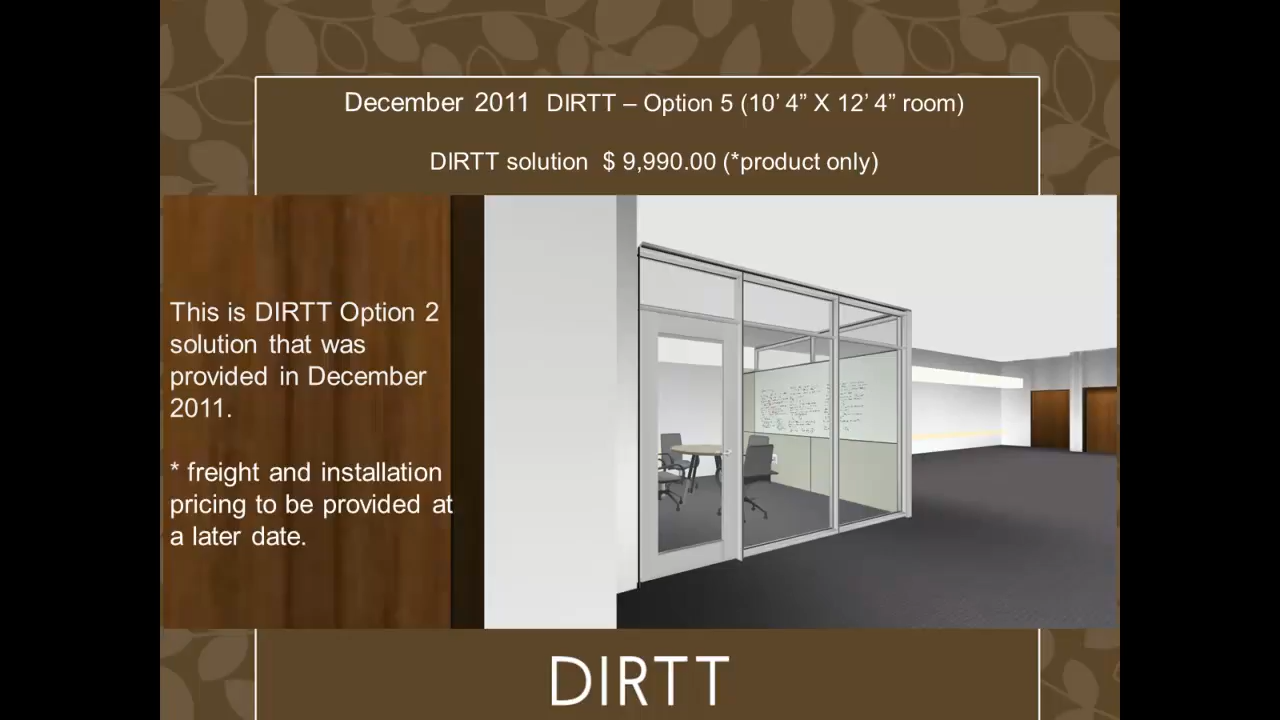 December 2011 DIRTT – Option 5 (10’ 4” X 12’ 4” room)
DIRTT solution $ 9,990.00 (*product only)
This is DIRTT Option 2
solution that was
provided in December
2011.
* freight and installation
pricing to be provided at
a later date.
DIRTT